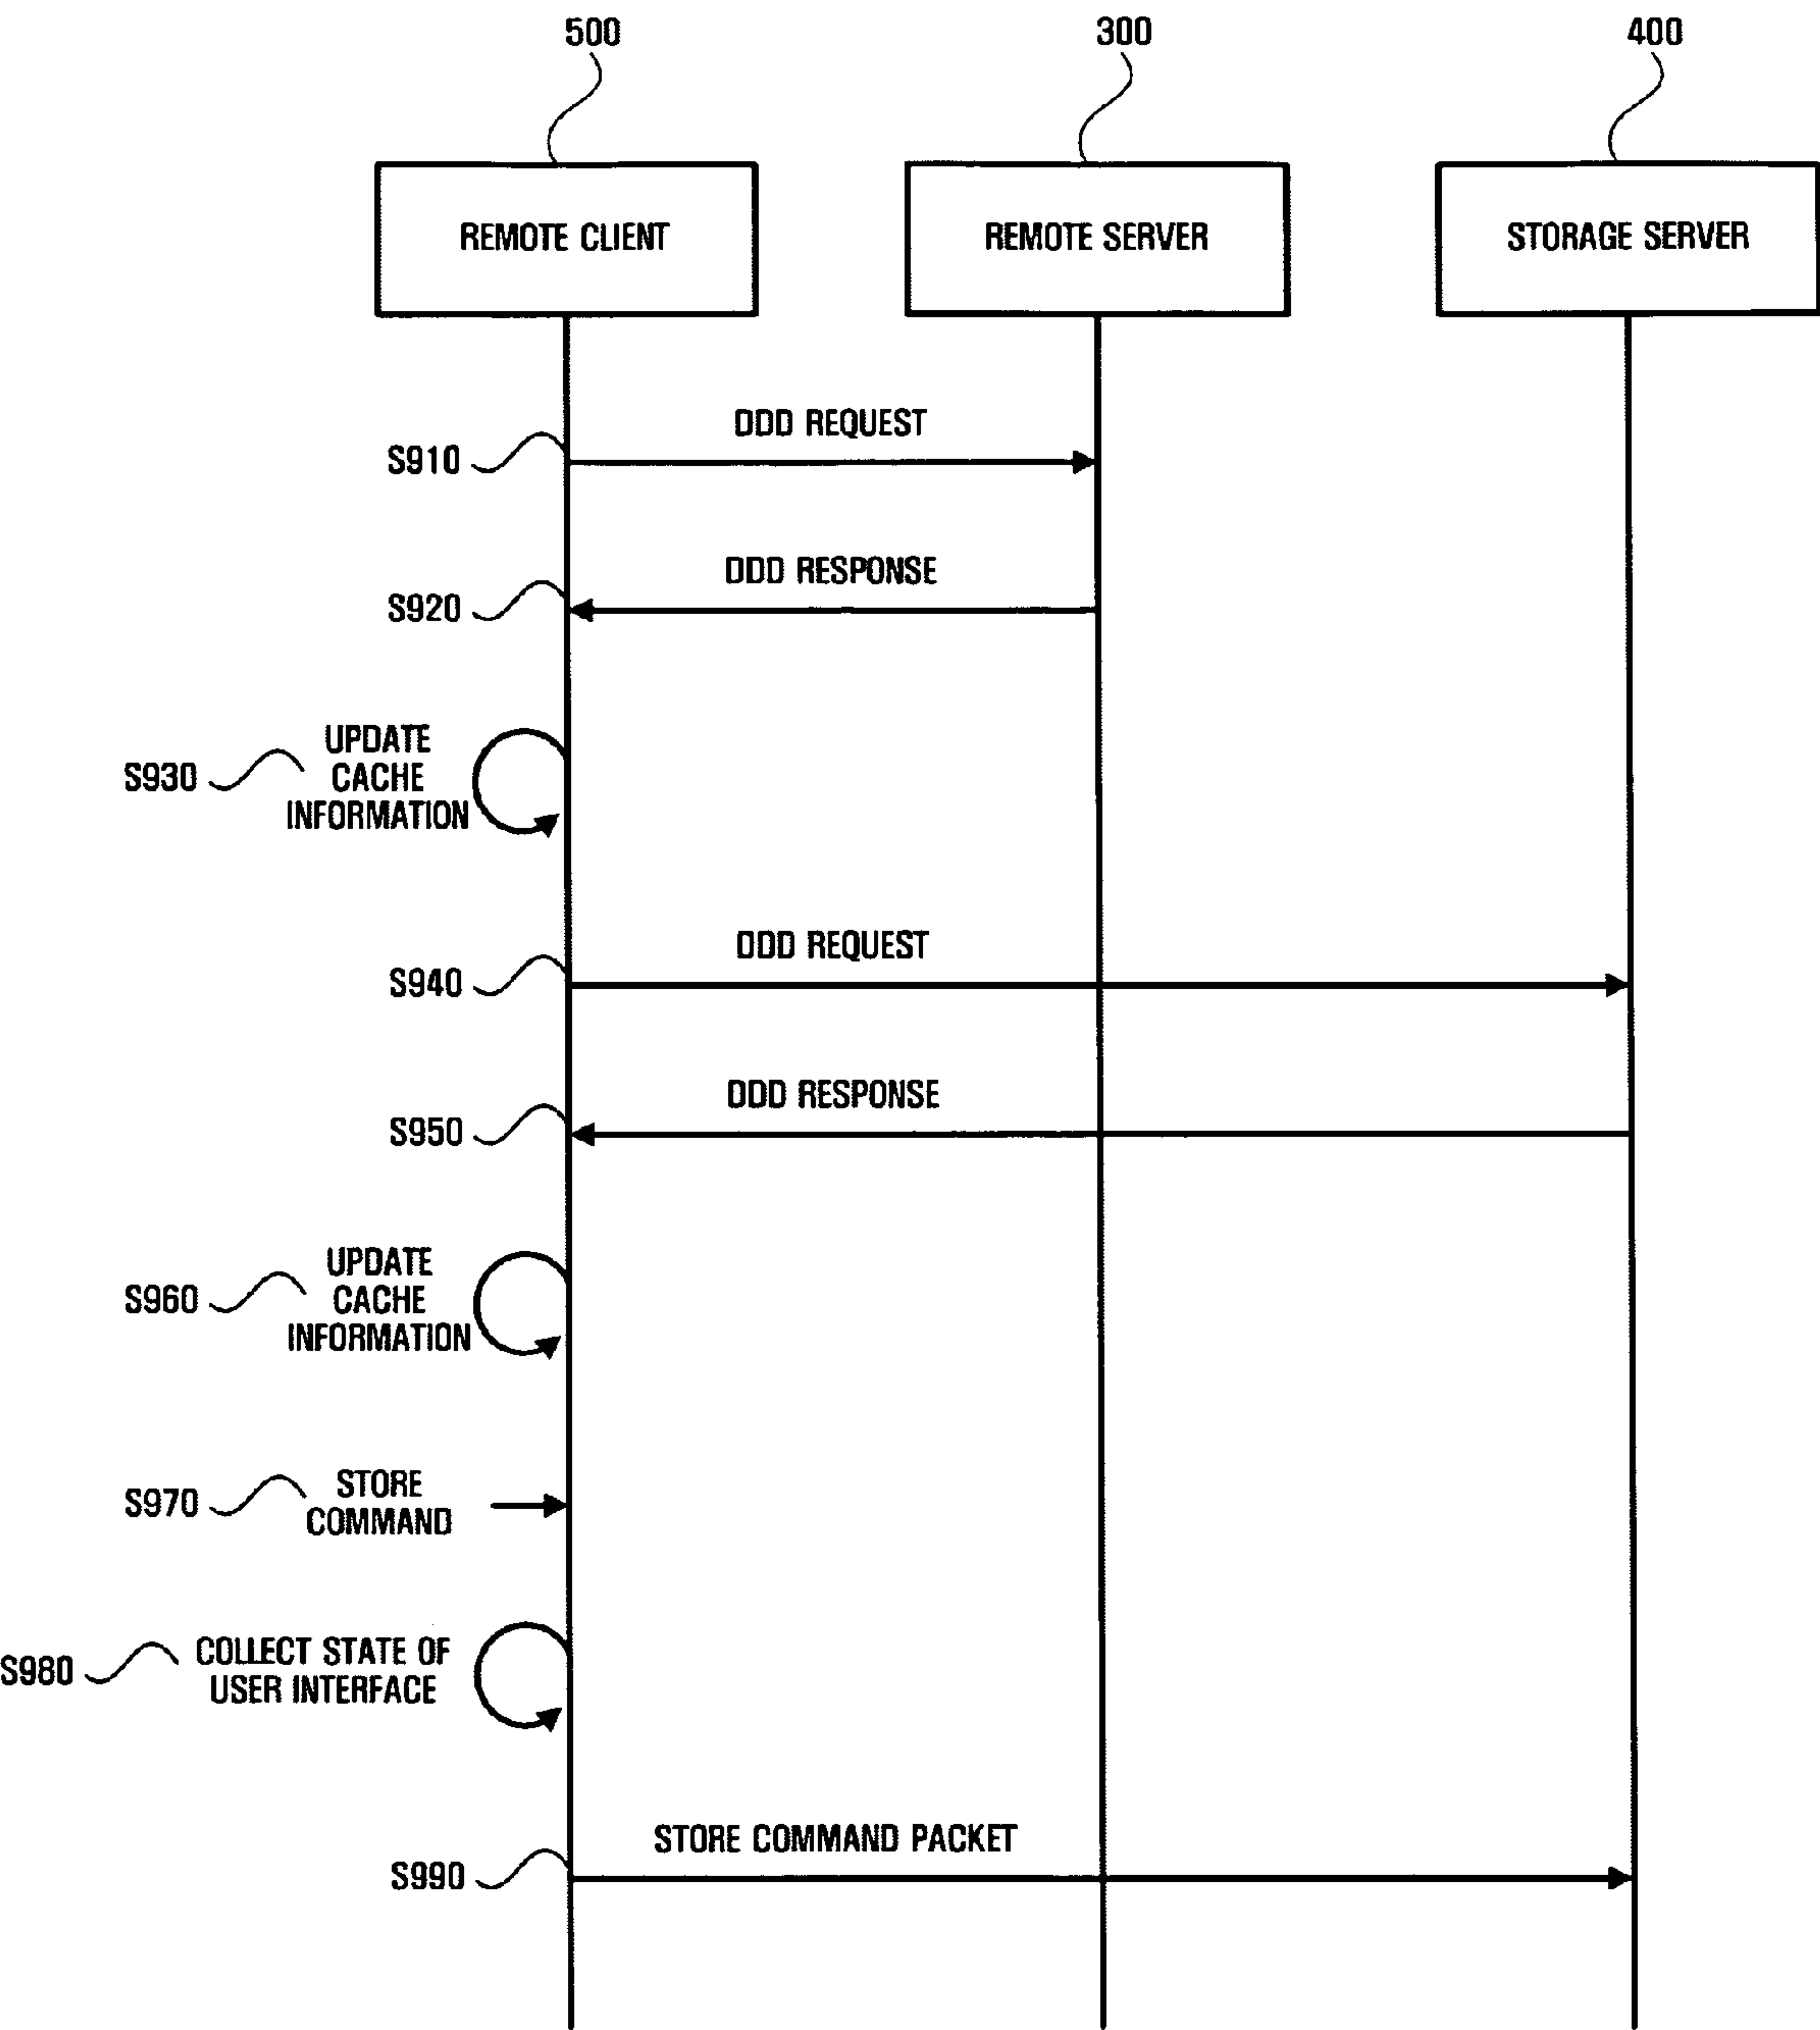 500
300
400
REMOTE CLIENT
REMOTE SERVER
STORAGE SERVER
DDD REQUEST
S910
DDD RESPONSE
S920
S930
UPDATE
CACHE
INFORMATION
DDD REQUEST
S940
DDD RESPONSE
S950
S960
UPDATE
CACHE
INFORMATION
S970
STORE
COMMAND
S980
COLLECT STATE OF
USER INTERFACE
STORE COMMAND PACKET
S990